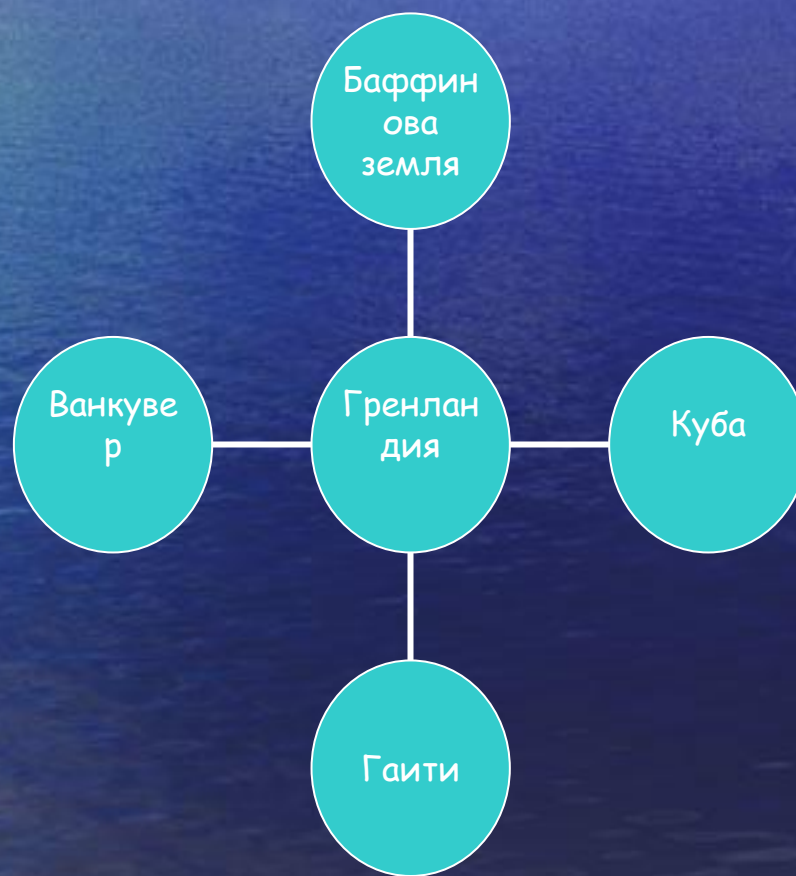 Баффин
ова
земля
Ванкуве
р
Гренлан
дия
Куба
Гаити